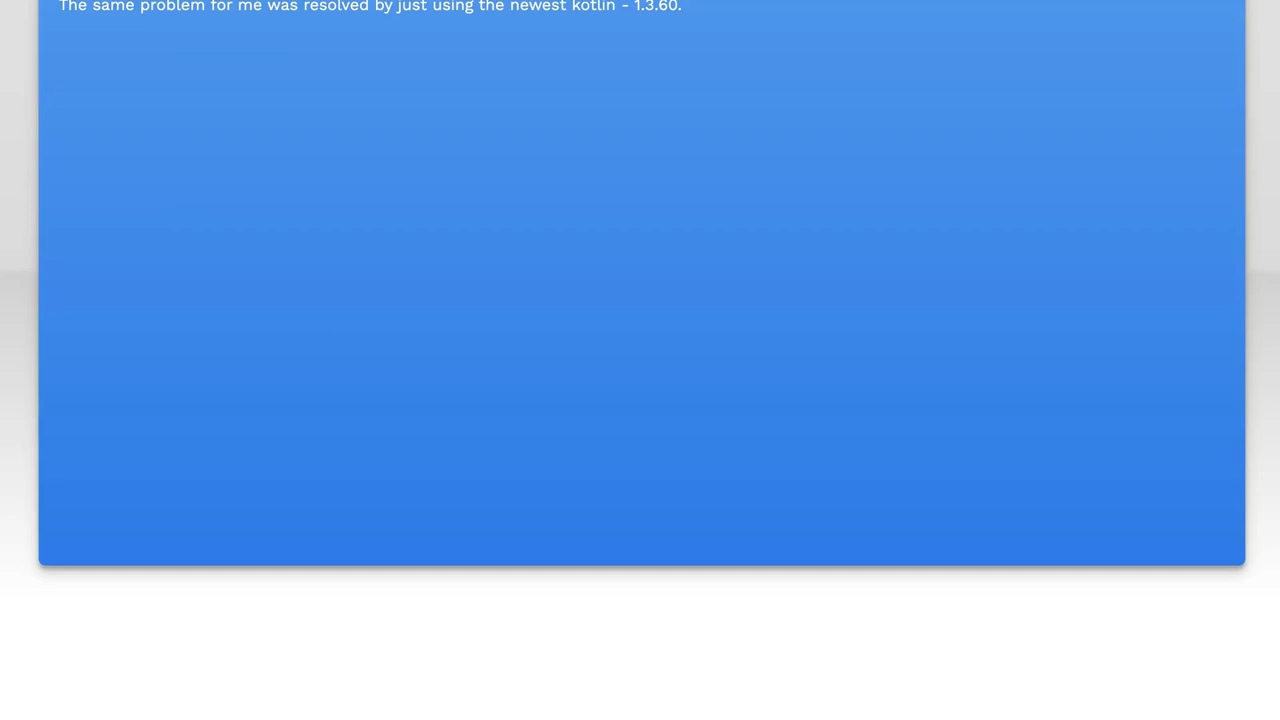 The same problem for me was resolved by just using the newest kotlin - 1.3.60.